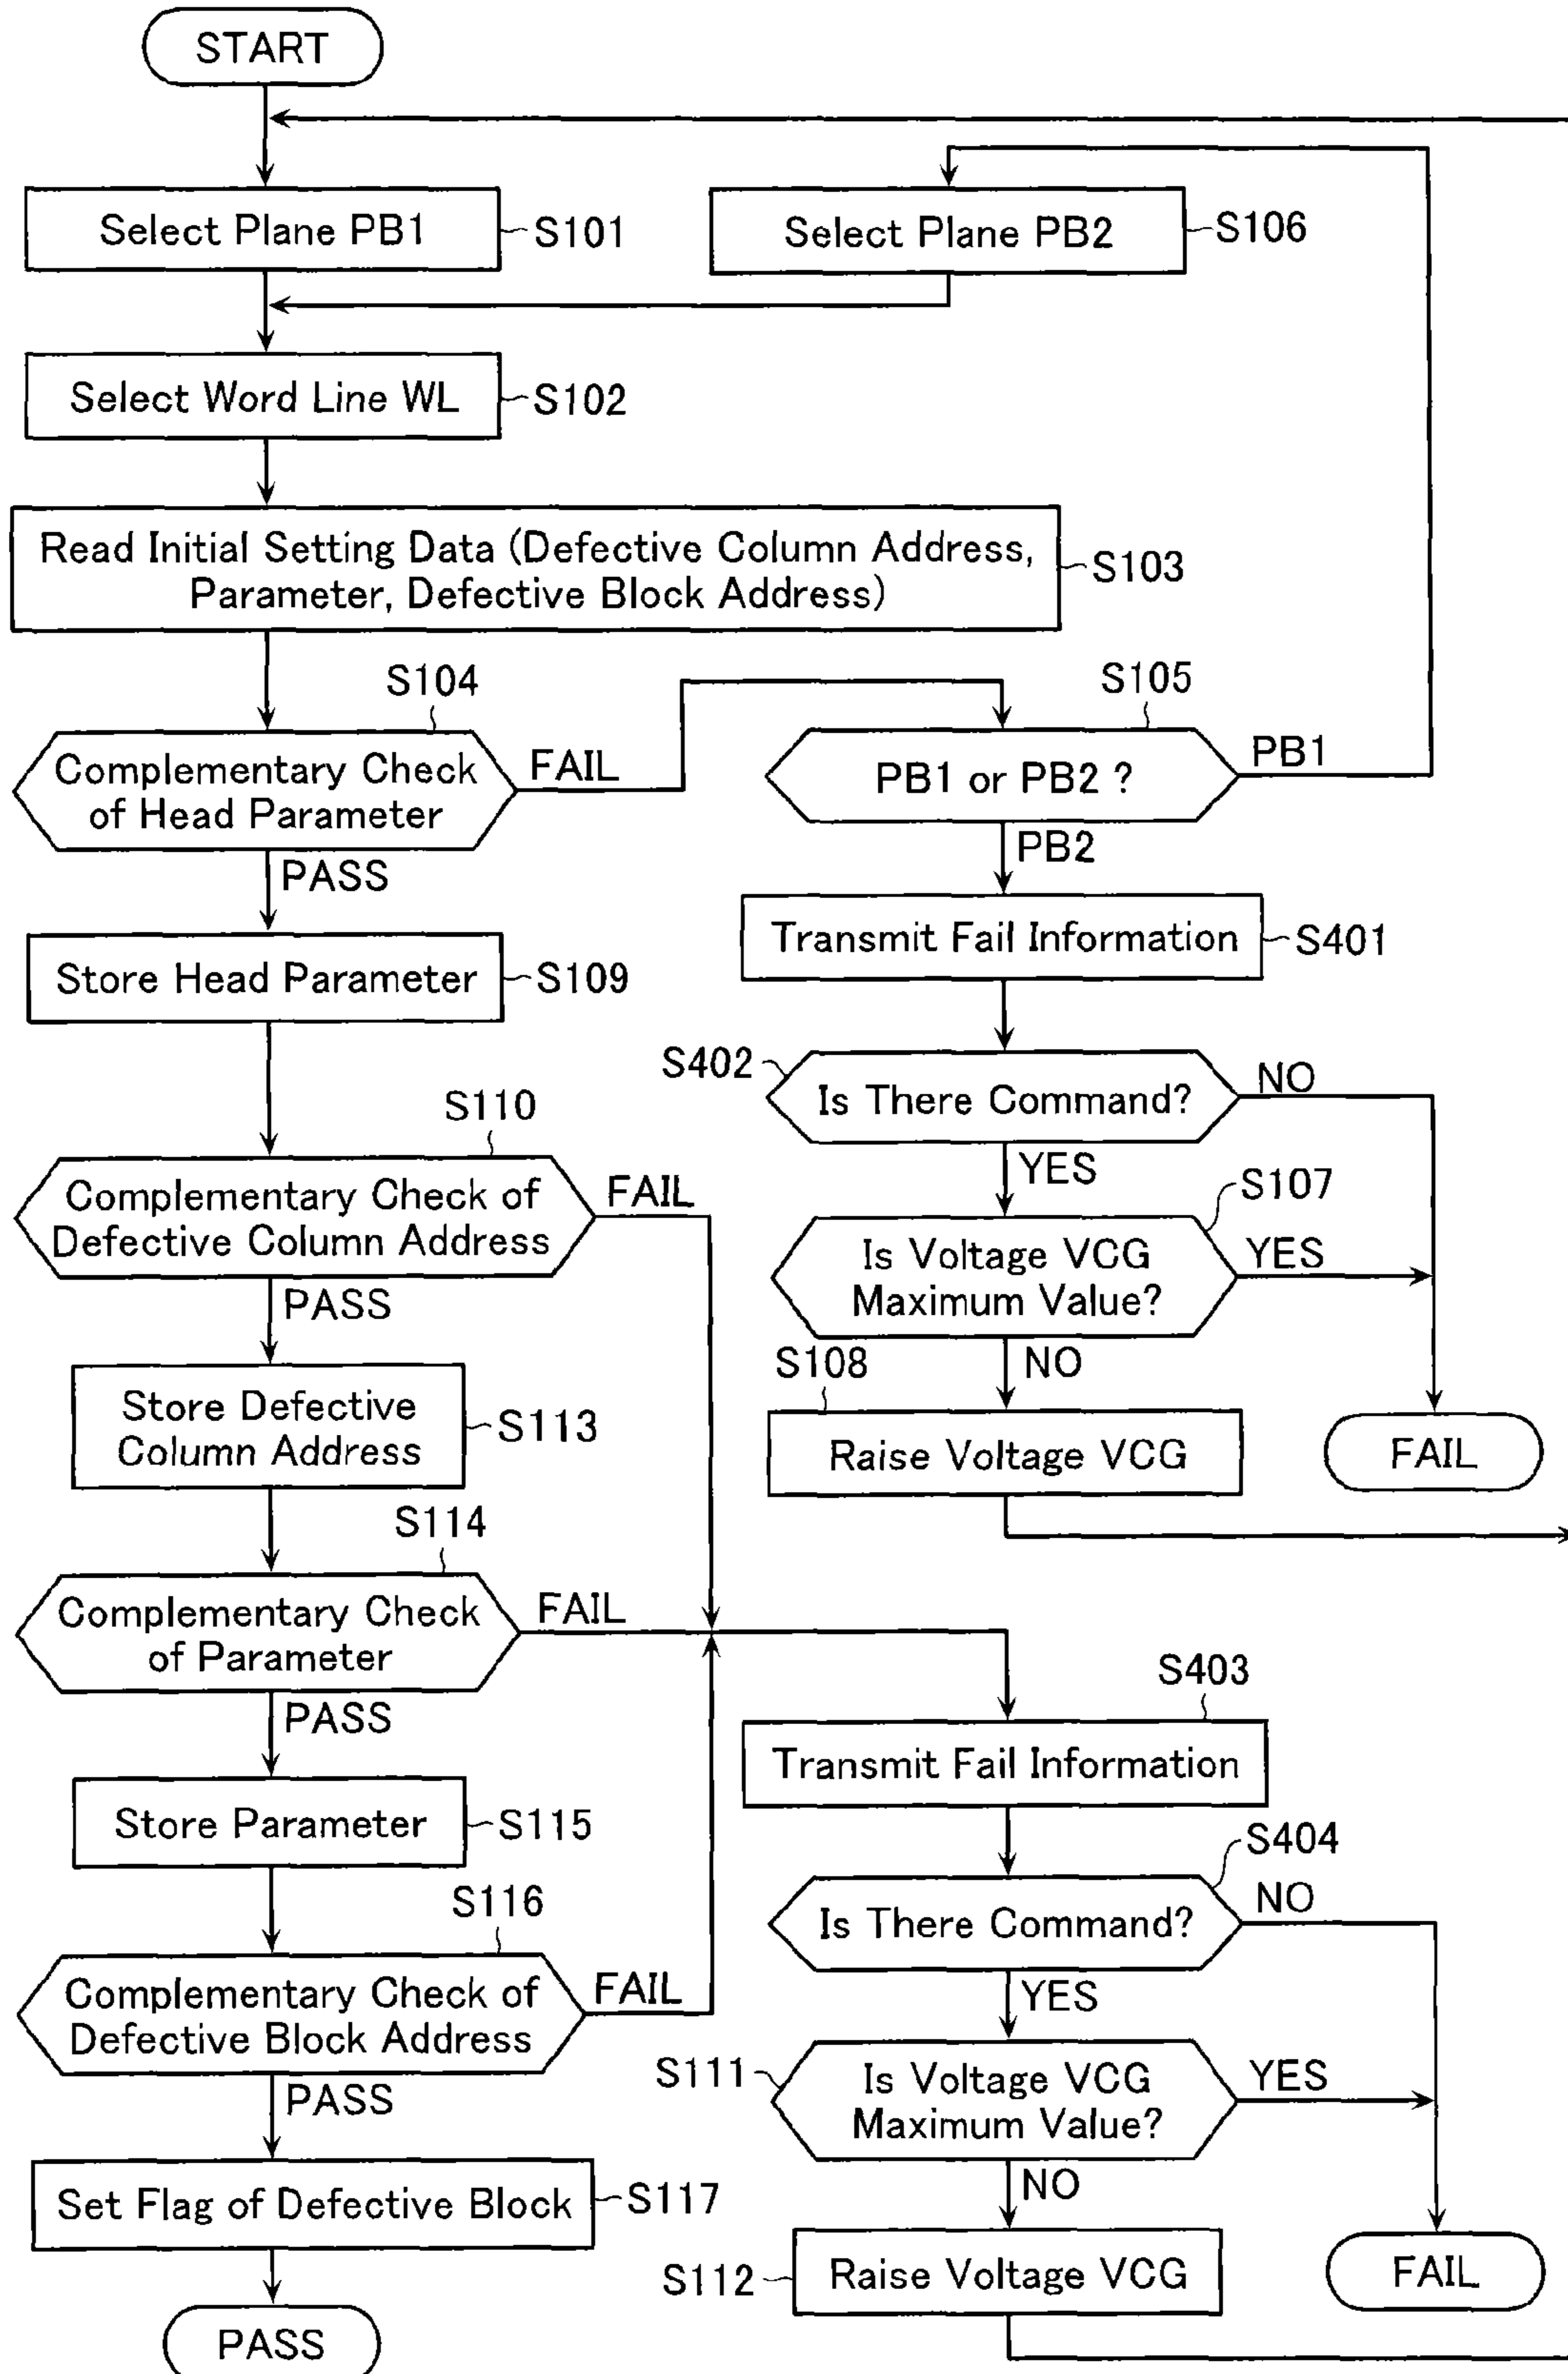 START
Select Plane PB1
S101
Select Plane PB2
S106
Select Word Line WL
S102
Read Initial Setting Data (Defective Column Address,
Parameter, Defective Block Address)
S103
S104
Complementary Check
of Head Parameter
FAIL
PASS
S105
PB1 or PB2 ?
PB1
PB2
Transmit Fail Information
S401
Store Head Parameter
S109
S402
Is There Command?
NO
YES
S110
Complementary Check of
Defective Column Address
FAIL
PASS
S107
Is Voltage VCG
Maximum Value?
YES
NO
S108
Raise Voltage VCG
FAIL
Store Defective
Column Address
S113
S114
Complementary Check
of Parameter
FAIL
PASS
S403
Transmit Fail Information
Store Parameter
S115
S404
Is There Command?
NO
YES
S116
Complementary Check of
Defective Block Address
FAIL
PASS
S111
Is Voltage VCG
Maximum Value?
YES
NO
Set Flag of Defective Block
S117
S112
Raise Voltage VCG
FAIL
PASS